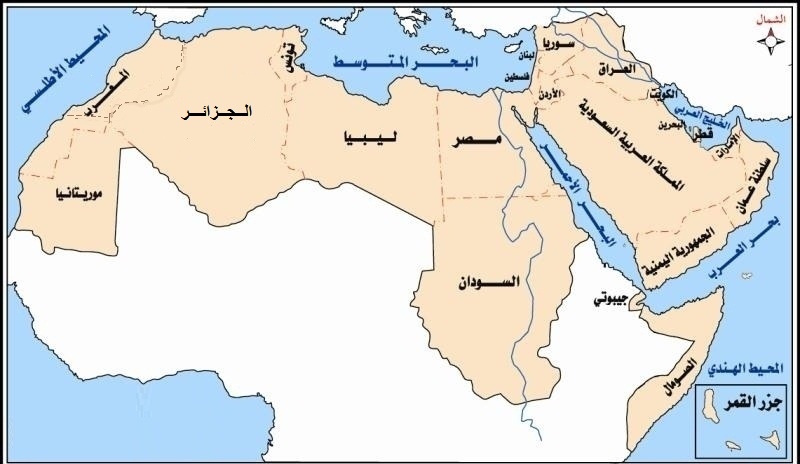 الشمال
المحيط الأطلسي
البحر المتوسط
تونس
المغرب
الجزائر
ليبيا
مصر
موريتانيا
السودان
سوريا
لبنان
فلسطين
الأردن
العراق
الكويت
الخليج العربي
البحرين
قطر
الإمارات
المملكة العربية السعودية
سلطنة عمان
الجمهورية اليمنية
البحر الأحمر
بحر العرب
جيبوتي
الصومال
المحيط الهندي
جزر القمر